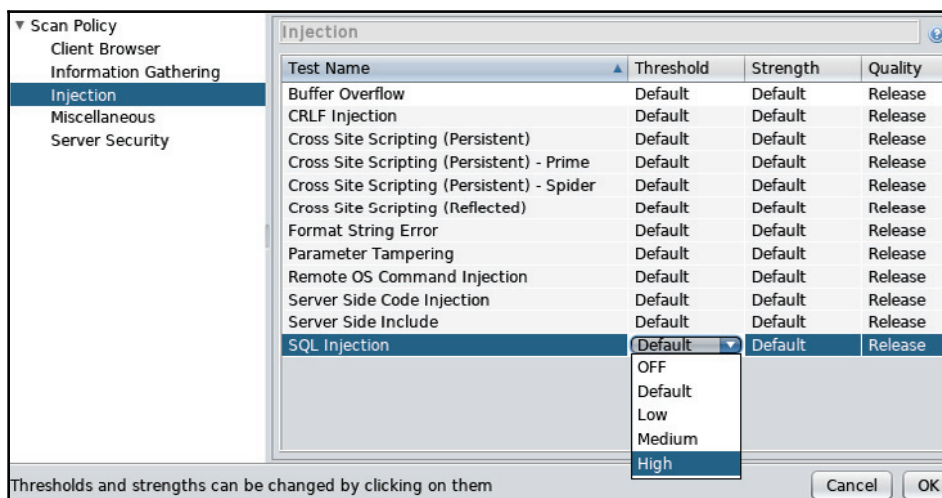 Scan Policy
Client Browser
Information Gathering
Injection
Miscellaneous
Server Security
Injection
Test Name Threshold Strength Quality
Buffer Overflow Default Default Release
CRLF Injection Default Default Release
Cross Site Scripting (Persistent) Default Default Release
Cross Site Scripting (Persistent) - Prime Default Default Release
Cross Site Scripting (Persistent) - Spider Default Default Release
Cross Site Scripting (Reflected) Default Default Release
Format String Error Default Default Release
Parameter Tampering Default Default Release
Remote OS Command Injection Default Default Release
Server Side Code Injection Default Default Release
Server Side Include Default Default Release
SQL Injection Default Default Release
OFF
Default
Low
Medium
High
Thresholds and strengths can be changed by clicking on them Cancel OK